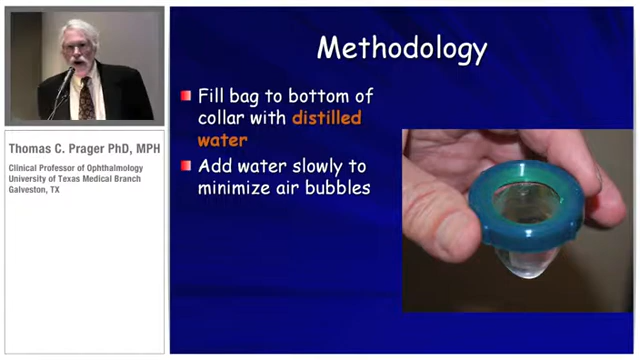 Methodology
Fill bag to bottom of
collar with distilled
water
Add water slowly to
minimize air bubbles
Thomas C. Prager PhD, MPH
Clinical Professor of Ophthalmology
University of Texas Medical Branch
Galveston, TX